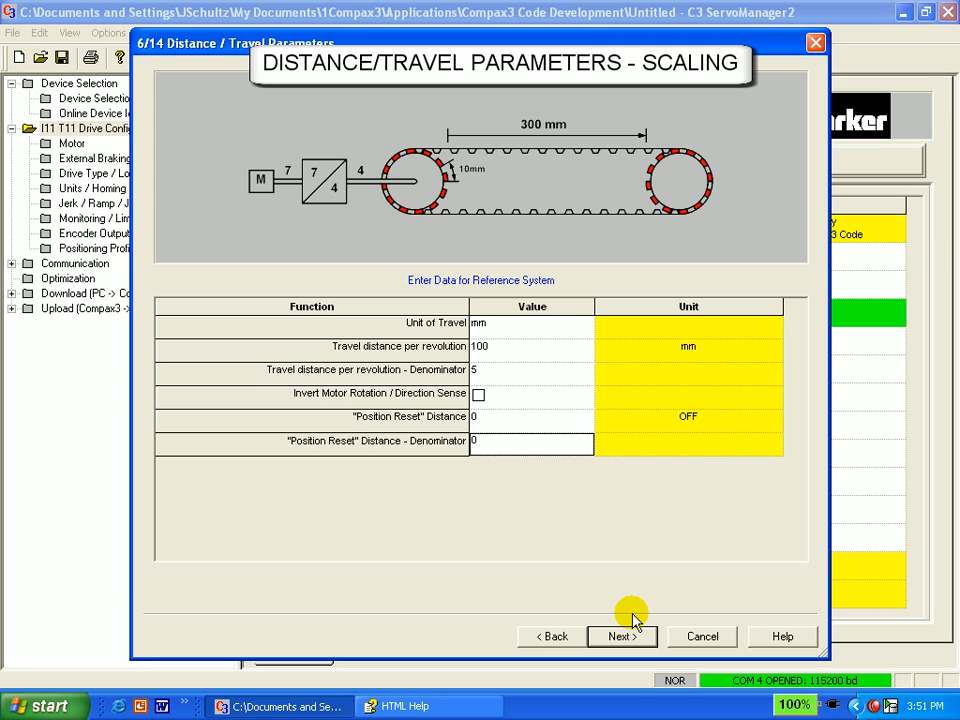 C:\Documents and Settings\JSchultz\My Documents\1Compax3\Applications\Compax3 Code Development\Untitled - C3 ServoManager2
File Edit View Options
6/14 Distance / Travel Parameters
DISTANCE/TRAVEL PARAMETERS - SCALING
Device Selection
Device Selectio
Online Device I
I11 T11 Drive Confi
Motor
External Braking
Drive Type / Lo
Units / Homing
Jerk / Ramp / J
Monitoring / Lim
Encoder Output
Positioning Profi
Communication
Optimization
Download (PC -> Co
Upload (Compax3 ->
300 mm
10mm
M
7
7
4
4
Enter Data for Reference System
Function Value Unit
Unit of Travel mm
Travel distance per revolution 100 mm
Travel distance per revolution - Denominator 5
Invert Motor Rotation / Direction Sense
"Position Reset" Distance 0 OFF
"Position Reset" Distance - Denominator 0
< Back Next > Cancel Help
rker
y
3 Code
NOR COM 4 OPENED: 115200 bd
start
C:\Documents and Se...
HTML Help
100%
3:51 PM